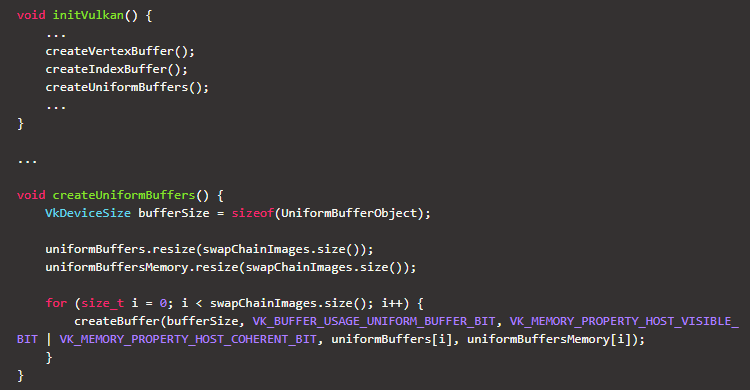 void initVulkan() {
    ...
    createVertexBuffer();
    createIndexBuffer();
    createUniformBuffers();
    ...
}

...

void createUniformBuffers() {
    VkDeviceSize bufferSize = sizeof(UniformBufferObject);

    uniformBuffers.resize(swapChainImages.size());
    uniformBuffersMemory.resize(swapChainImages.size());

    for (size_t i = 0; i < swapChainImages.size(); i++) {
        createBuffer(bufferSize, VK_BUFFER_USAGE_UNIFORM_BUFFER_BIT, VK_MEMORY_PROPERTY_HOST_VISIBLE_
BIT | VK_MEMORY_PROPERTY_HOST_COHERENT_BIT, uniformBuffers[i], uniformBuffersMemory[i]);
    }
}